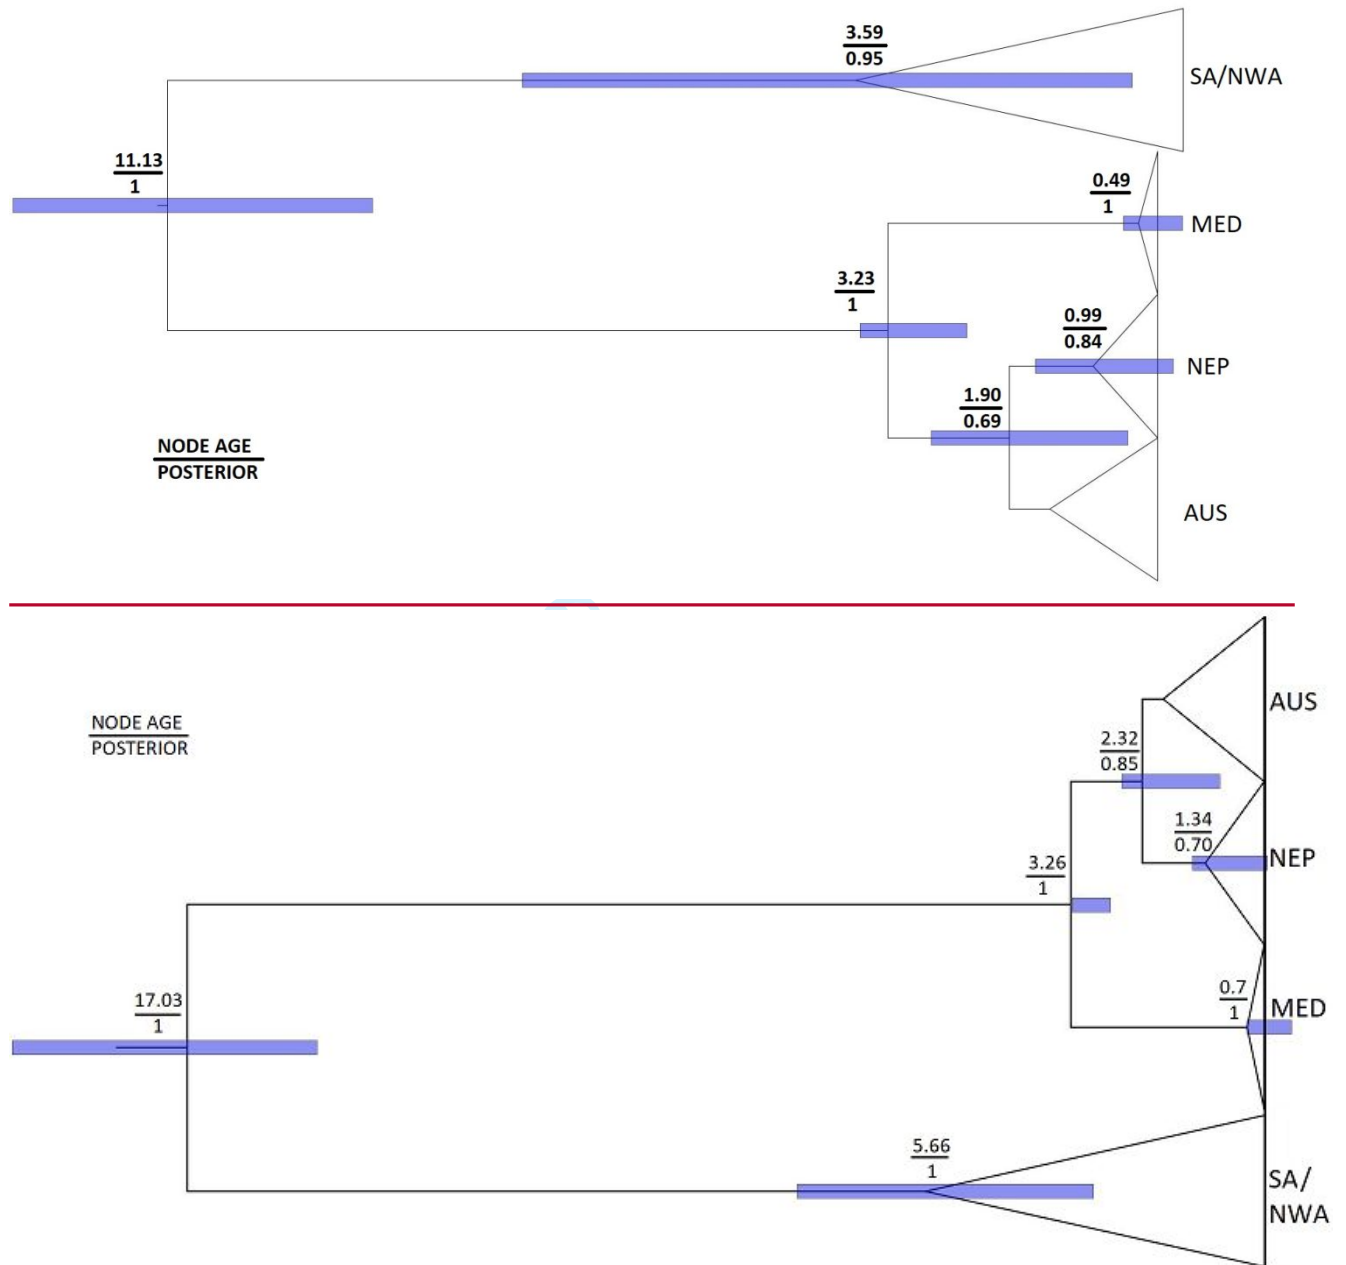 3.59
0.95
SA/NWA
11.13
1
0.49
1
MED
3.23
1
0.99
0.84
NEP
1.90
0.69
NODE AGE
POSTERIOR
AUS
NODE AGE
POSTERIOR
AUS
2.32
0.85
1.34
0.70
NEP
3.26
1
0.7
1
MED
17.03
1
5.66
1
SA/
NWA